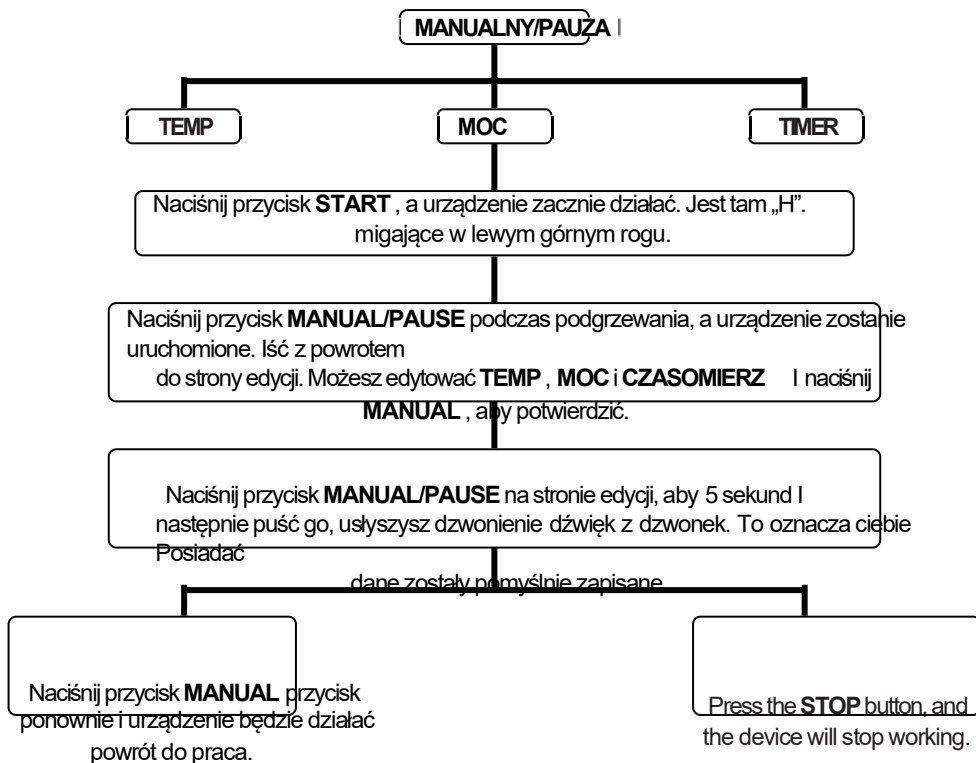 MANUALNY/PAUZA
TEMP
MOC
TIMER
Naciśnij przycisk START , a urządzenie zacznie działać. Jest tam „H”.
migające w lewym górnym rogu.
Naciśnij przycisk MANUAL/PAUSE podczas podgrzewania, a urządzenie zostanie
uruchomione. Iść z powrotem
do strony edycji. Możesz edytować TEMP , MOC i CZASOMIERZ I naciśnij
MANUAL , aby potwierdzić.
Naciśnij przycisk MANUAL/PAUSE na stronie edycji, aby 5 sekund I
następnie puść go, usłyszysz dzwonienie dźwięk z dzwonek. To oznacza ciebie
Posiadać
dane zostały pomyślnie zapisane
Naciśnij przycisk MANUAL przycisk
ponownie i urządzenie będzie działać
powrót do praca.
Press the STOP button, and
the device will stop working.